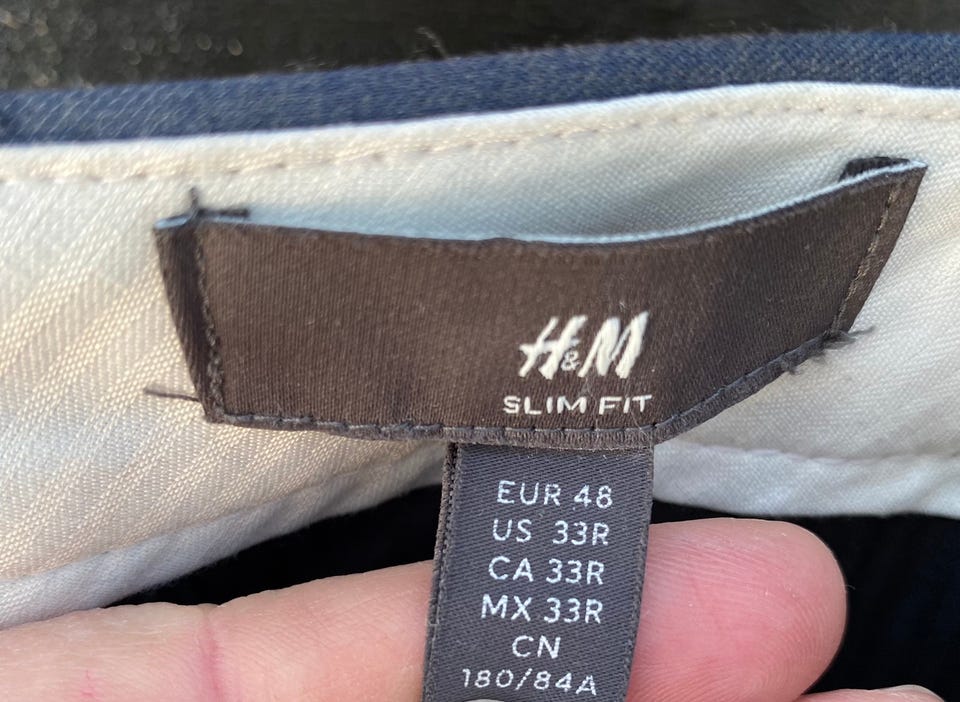 H&M
SLIM FIT
EUR 48
US 33R
CA 33R
MX 33R
CN
180/84A